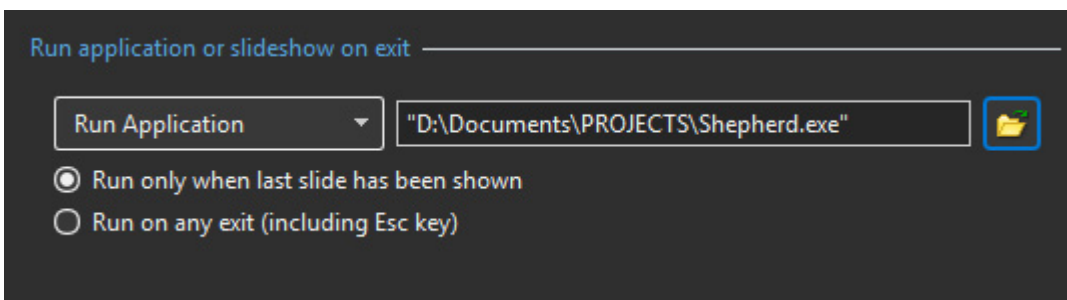 Run application or slideshow on exit
Run Application "D:\Documents\PROJECTS\Shepherd.exe"
Run only when last slide has been shown
Run on any exit (including Esc key)